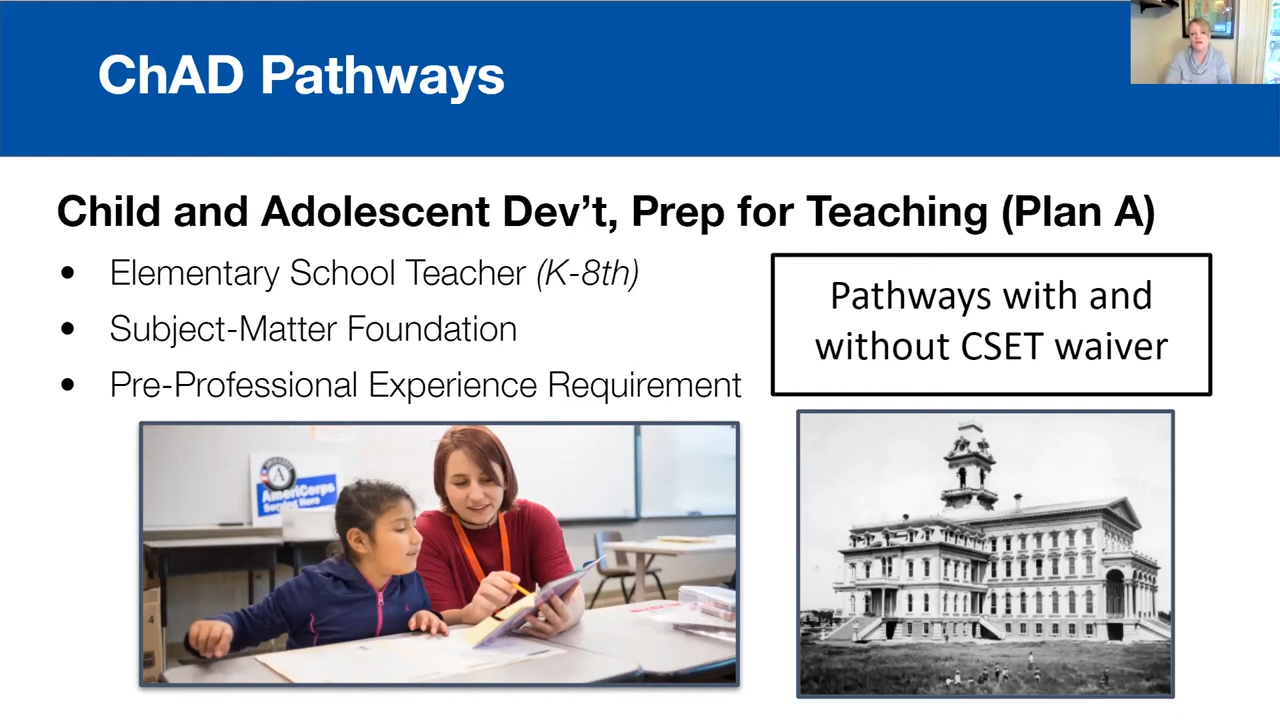 ChAD Pathways
Child and Adolescent Dev’t, Prep for Teaching (Plan A)
● Elementary School Teacher (K-8th)
● Subject-Matter Foundation
● Pre-Professional Experience Requirement
Pathways with and
without CSET waiver
A
AmeriCorps
4